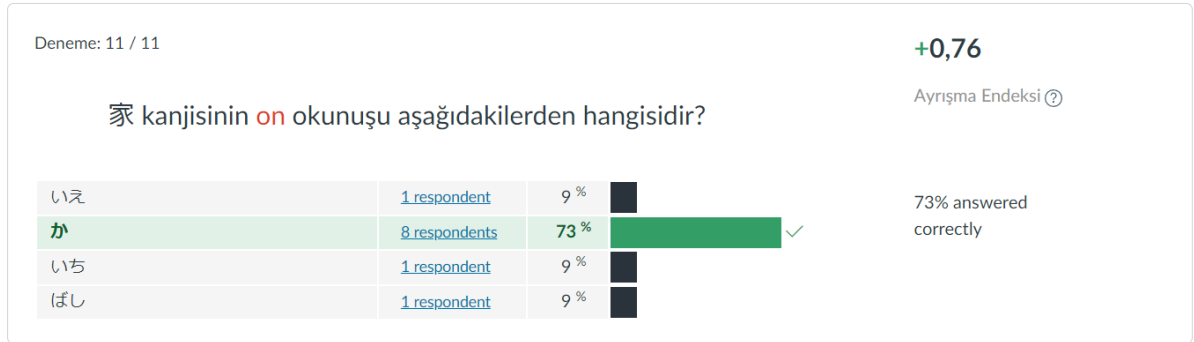 Deneme: 11 / 11
+0,76
Ayrışma Endeksi ?
家 kanjisinin on okunuşu aşağıdakilerden hangisidir?
いえ 1 respondent 9 %
か 8 respondents 73 %
いち 1 respondent 9 %
ばし 1 respondent 9 %
73% answered
correctly